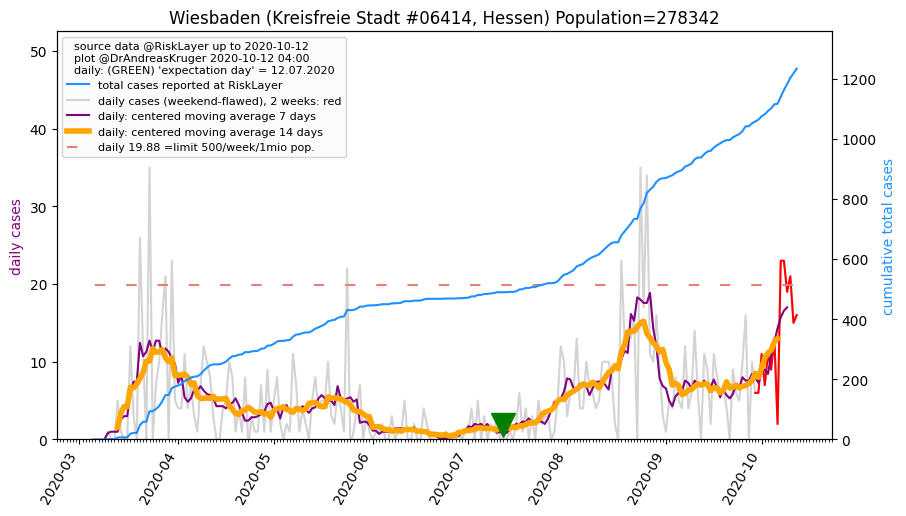 Wiesbaden (Kreisfreie Stadt #06414, Hessen) Population=278342
source data @RiskLayer up to 2020-10-12
plot @DrAndreasKruger 2020-10-12 04:00
daily: (GREEN) 'expectation day' = 12.07.2020
total cases reported at RiskLayer
daily cases (weekend-flawed), 2 weeks: red
daily: centered moving average 7 days
daily: centered moving average 14 days
daily 19.88 =limit 500/week/1mio pop.
daily cases
50
40
30
20
10
0
cumulative total cases
1200
1000
800
600
400
200
0
2020-03
2020-04
2020-05
2020-06
2020-07
2020-08
2020-09
2020-10